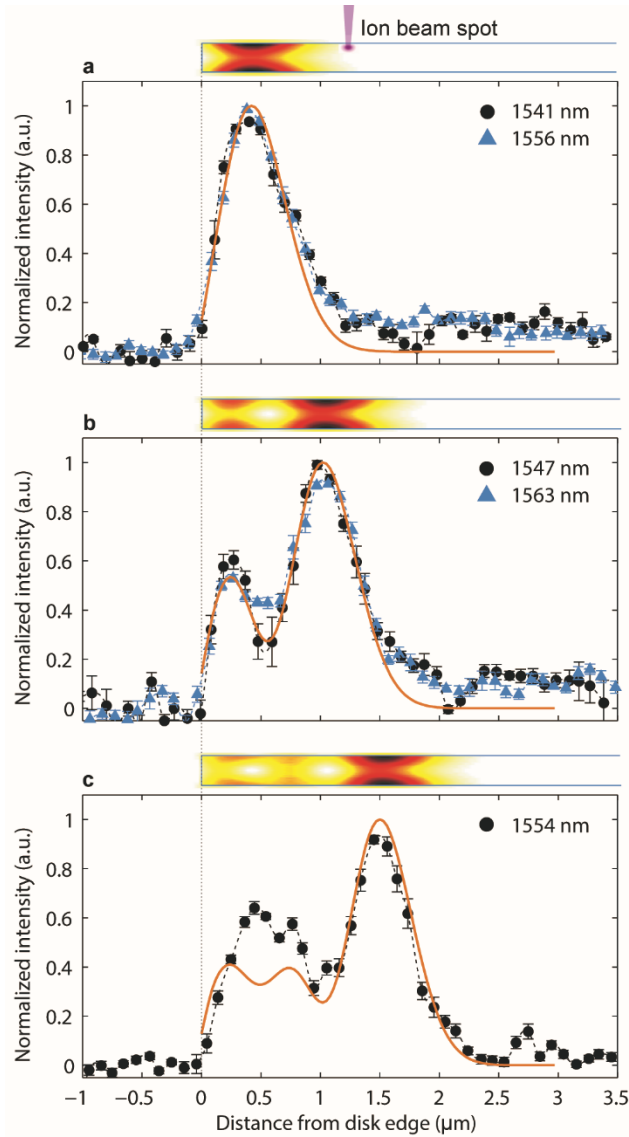 Ion beam spot
a
1541 nm
1556 nm
Normalized intensity (a.u.)
1
0.8
0.6
0.4
0.2
0
b
1547 nm
1563 nm
Normalized intensity (a.u.)
1
0.8
0.6
0.4
0.2
0
c
1554 nm
Normalized intensity (a.u.)
1
0.8
0.6
0.4
0.2
0
−1 −0.5 0 0.5 1 1.5 2 2.5 3 3.5
Distance from disk edge (μm)